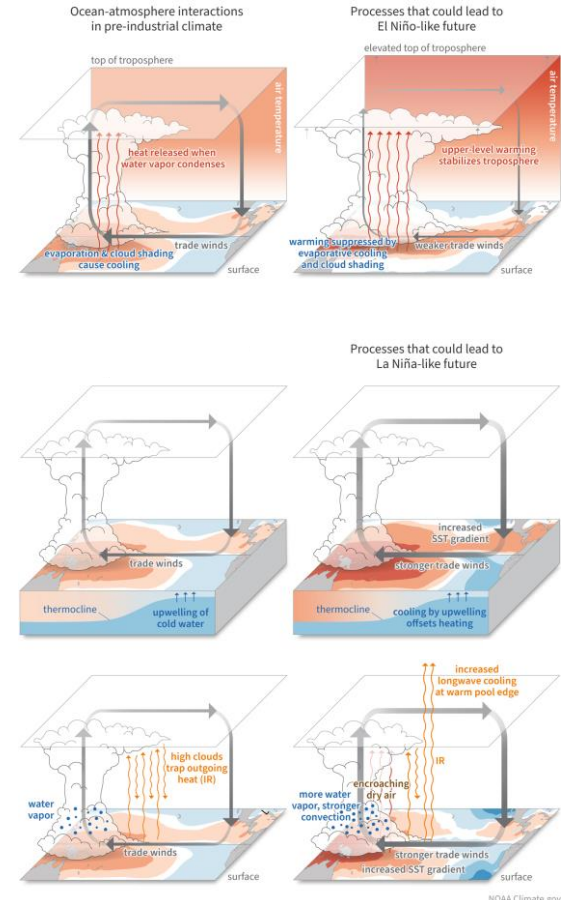 Ocean-atmosphere interactions
in pre-industrial climate
Processes that could lead to
El Niño-like future
top of troposphere
air temperature
heat released when
water vapor condenses
trade winds
evaporation & cloud shading
cause cooling
surface
elevated top of troposphere
air temperature
upper-level warming
stabilizes troposphere
warming suppressed by
evaporative cooling
and cloud shading
weaker trade winds
surface
Processes that could lead to
La Niña-like future
trade winds
thermocline
upwelling of
cold water
increased
SST gradient
stronger trade winds
thermocline
cooling by upwelling
offsets heating
high clouds
trap outgoing
heat (IR)
water
vapor
trade winds
surface
increased
longwave cooling
at warm pool edge
IR
encroaching
dry air
more water
vapor, stronger
convection
stronger trade winds
increased SST gradient
surface
NOAA Climate.gov